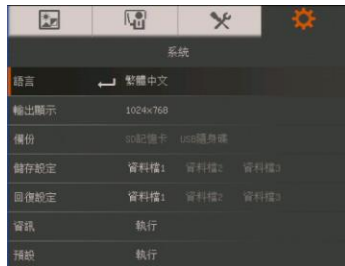 系統
語言 繁體中文
輸出顯示 1024×768
備份 SD記憶卡 USB隨身碟
儲存設定 資料檔1 資料檔2 資料檔3
回復設定 資料檔1 資料檔2 資料檔3
資訊 執行
預設 執行